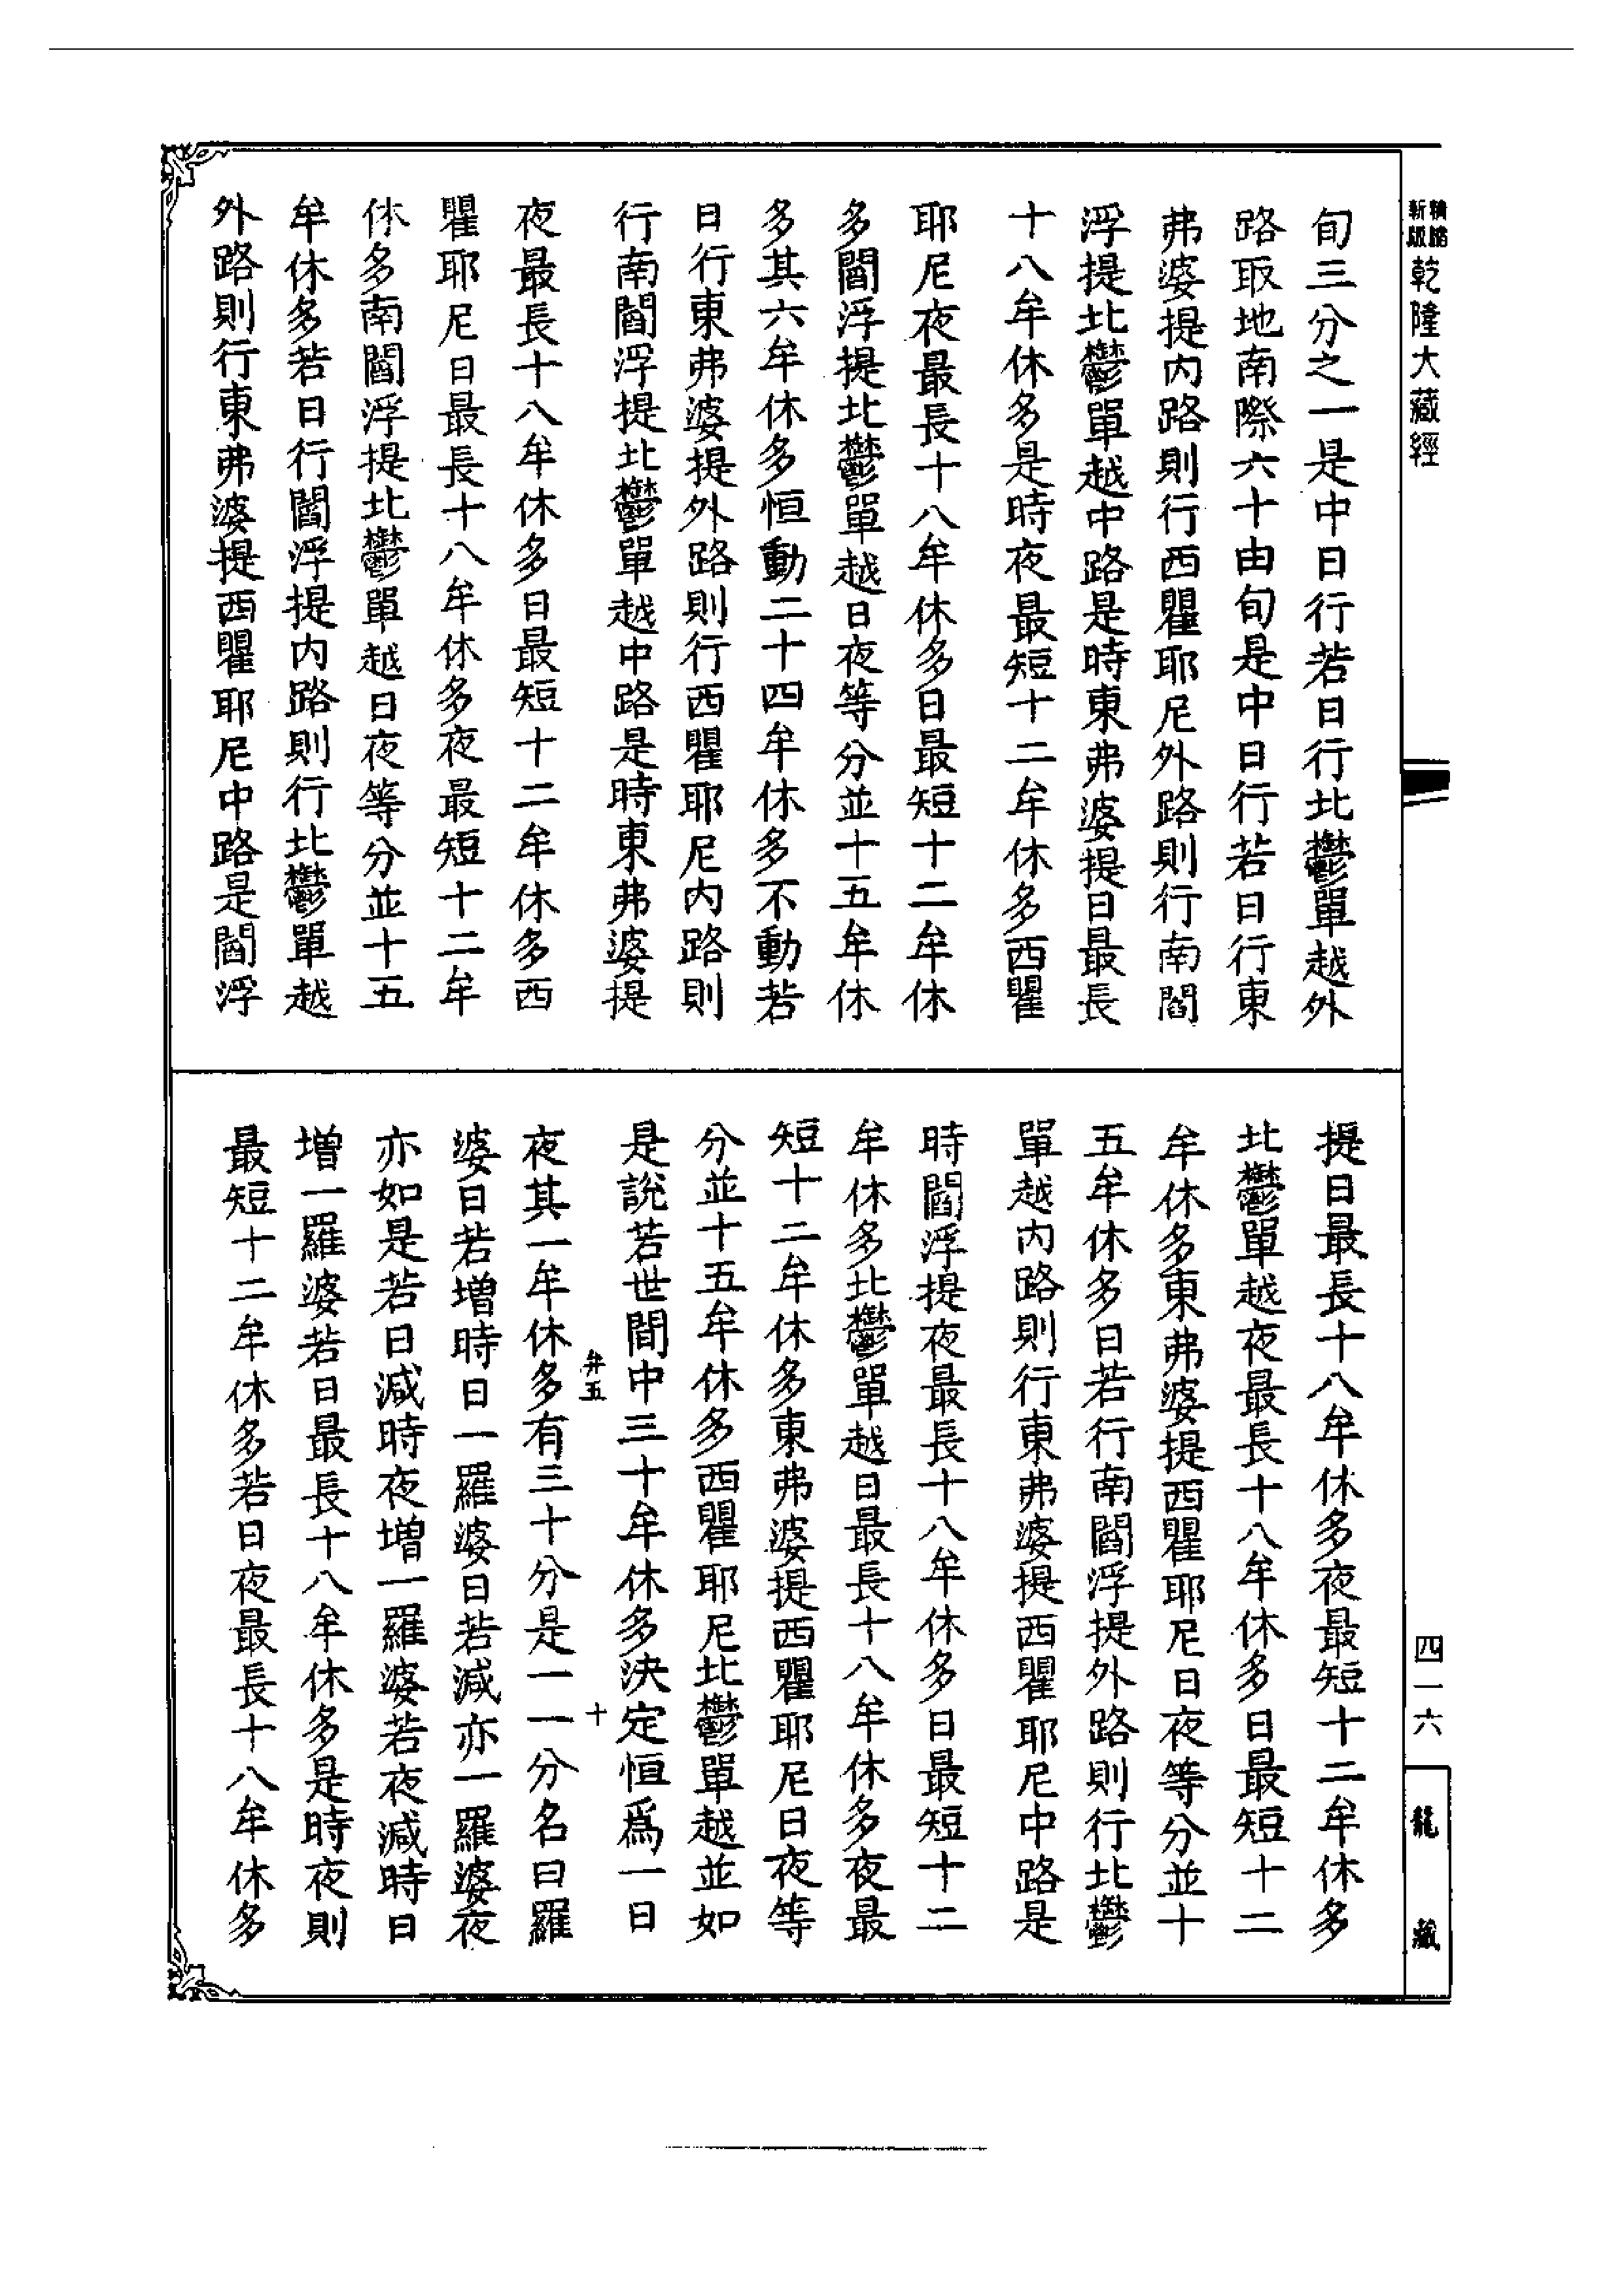 精縮
新版
乾隆大藏經
旬三分之一是中日行若日行北鬱單越外
路取地南際六十由旬是中日行若日行東
弗婆提内路則行西瞿耶尼外路則行南閻
浮提北鬱單越中路是時東弗婆提日最長
十八牟休多是時夜最短十二牟休多西瞿
耶尼夜最長十八牟休多日最短十二牟休
多閻浮提北鬱單越日夜等分並十五牟休
多其六牟休多恒動二十四牟休多不動若
日行東弗婆提外路則行西瞿耶尼内路則
行南閻浮提北鬱單越中路是時東弗婆提
夜最長十八牟休多日最短十二牟休多西
瞿耶尼日最長十八牟休多夜最短十二牟
休多南閻浮提北鬱單越日夜等分並十五
牟休多若日行閻浮提内路則行北鬱單越
外路則行東弗婆提西瞿耶尼中路是閻浮
提日最長十八牟休多夜最短十二牟休多
北鬱單越夜最長十八牟休多日最短十二
牟休多東弗婆提西瞿耶尼日夜等分並十
五牟休多日若行南閻浮提外路則行北鬱
單越内路則行東弗婆提西瞿耶尼中路是
時閻浮提夜最長十八牟休多日最短十二
牟休多北鬱單越日最長十八牟休多夜最
短十二牟休多東弗婆提西瞿耶尼日夜等
分並十五牟休多西瞿耶尼北鬱單越並如
是説若世間中三十牟休多決定恒爲一日
弁五
十
夜其一牟休多有三十分是一一分名曰羅
婆日若增時日一羅婆日若減亦一羅婆夜
亦如是若日減時夜增一羅婆若夜減時日
增一羅婆若日最長十八牟休多是時夜則
最短十二牟休多若日夜最長十八牟休多
四一六
龍藏